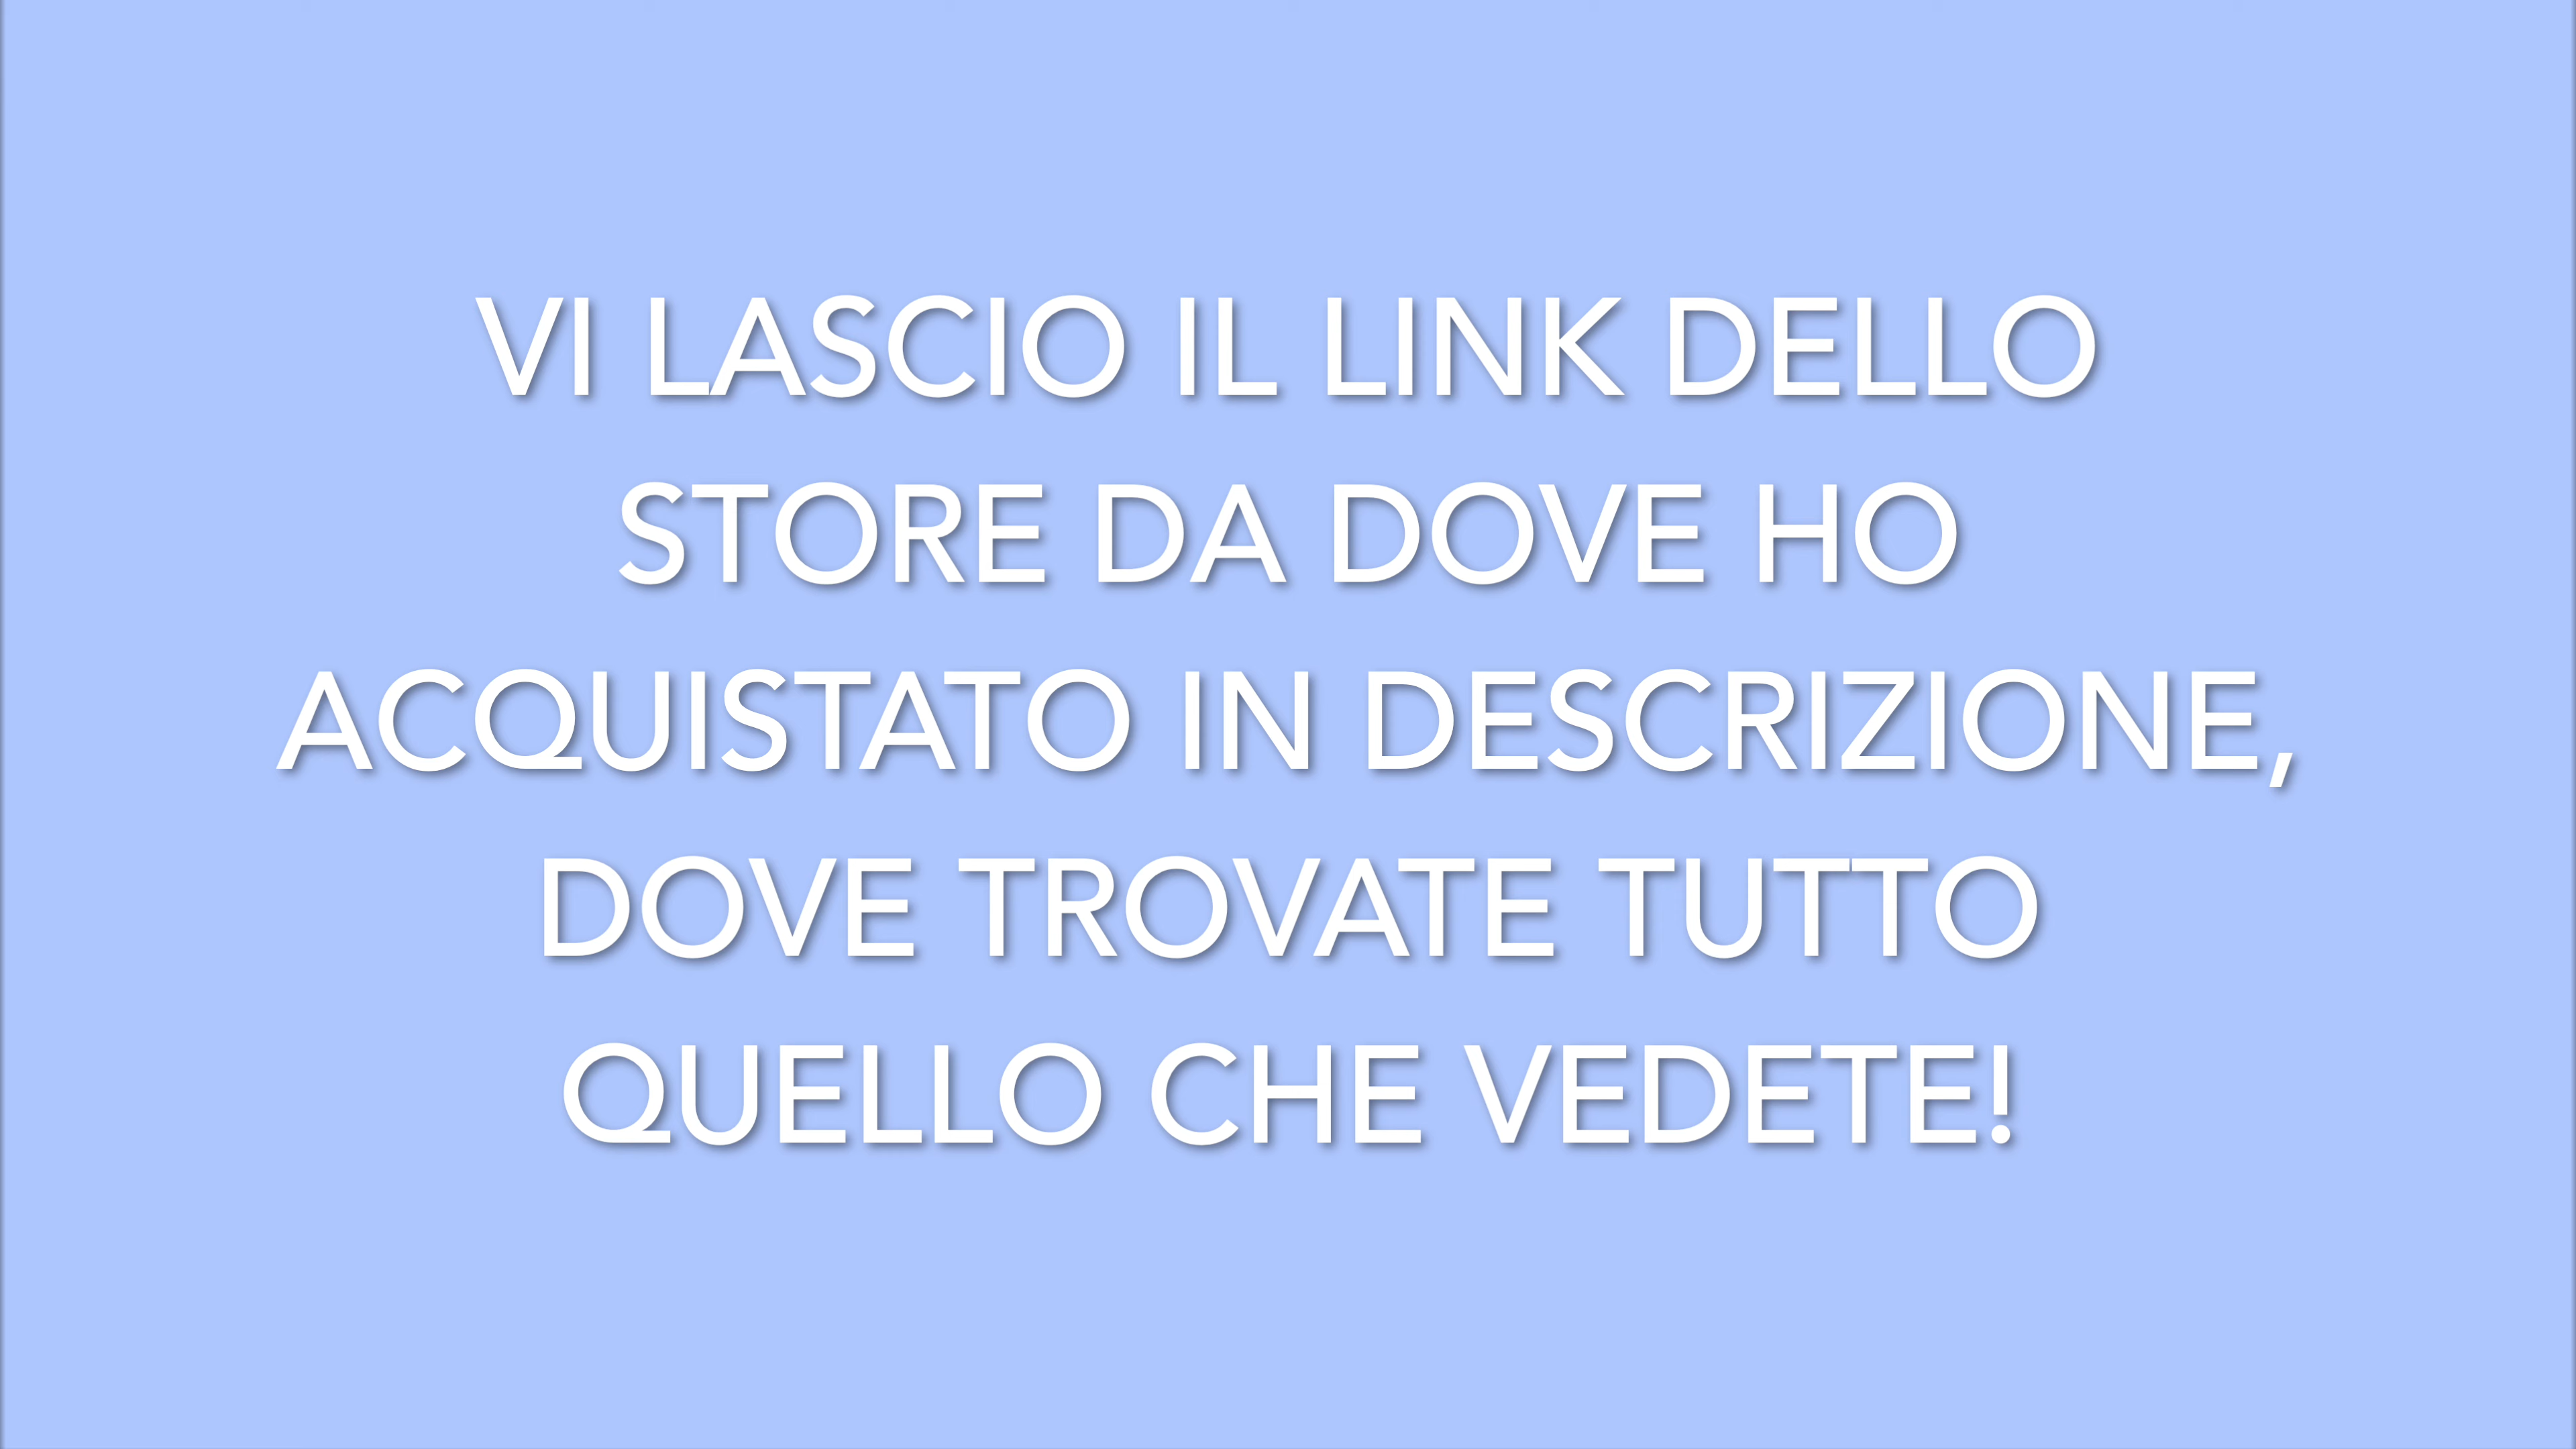 VI LASCIO IL LINK DELLO
STORE DA DOVE HO
ACQUISTATO IN DESCRIZIONE,
DOVE TROVATE TUTTO
QUELLO CHE VEDETE!